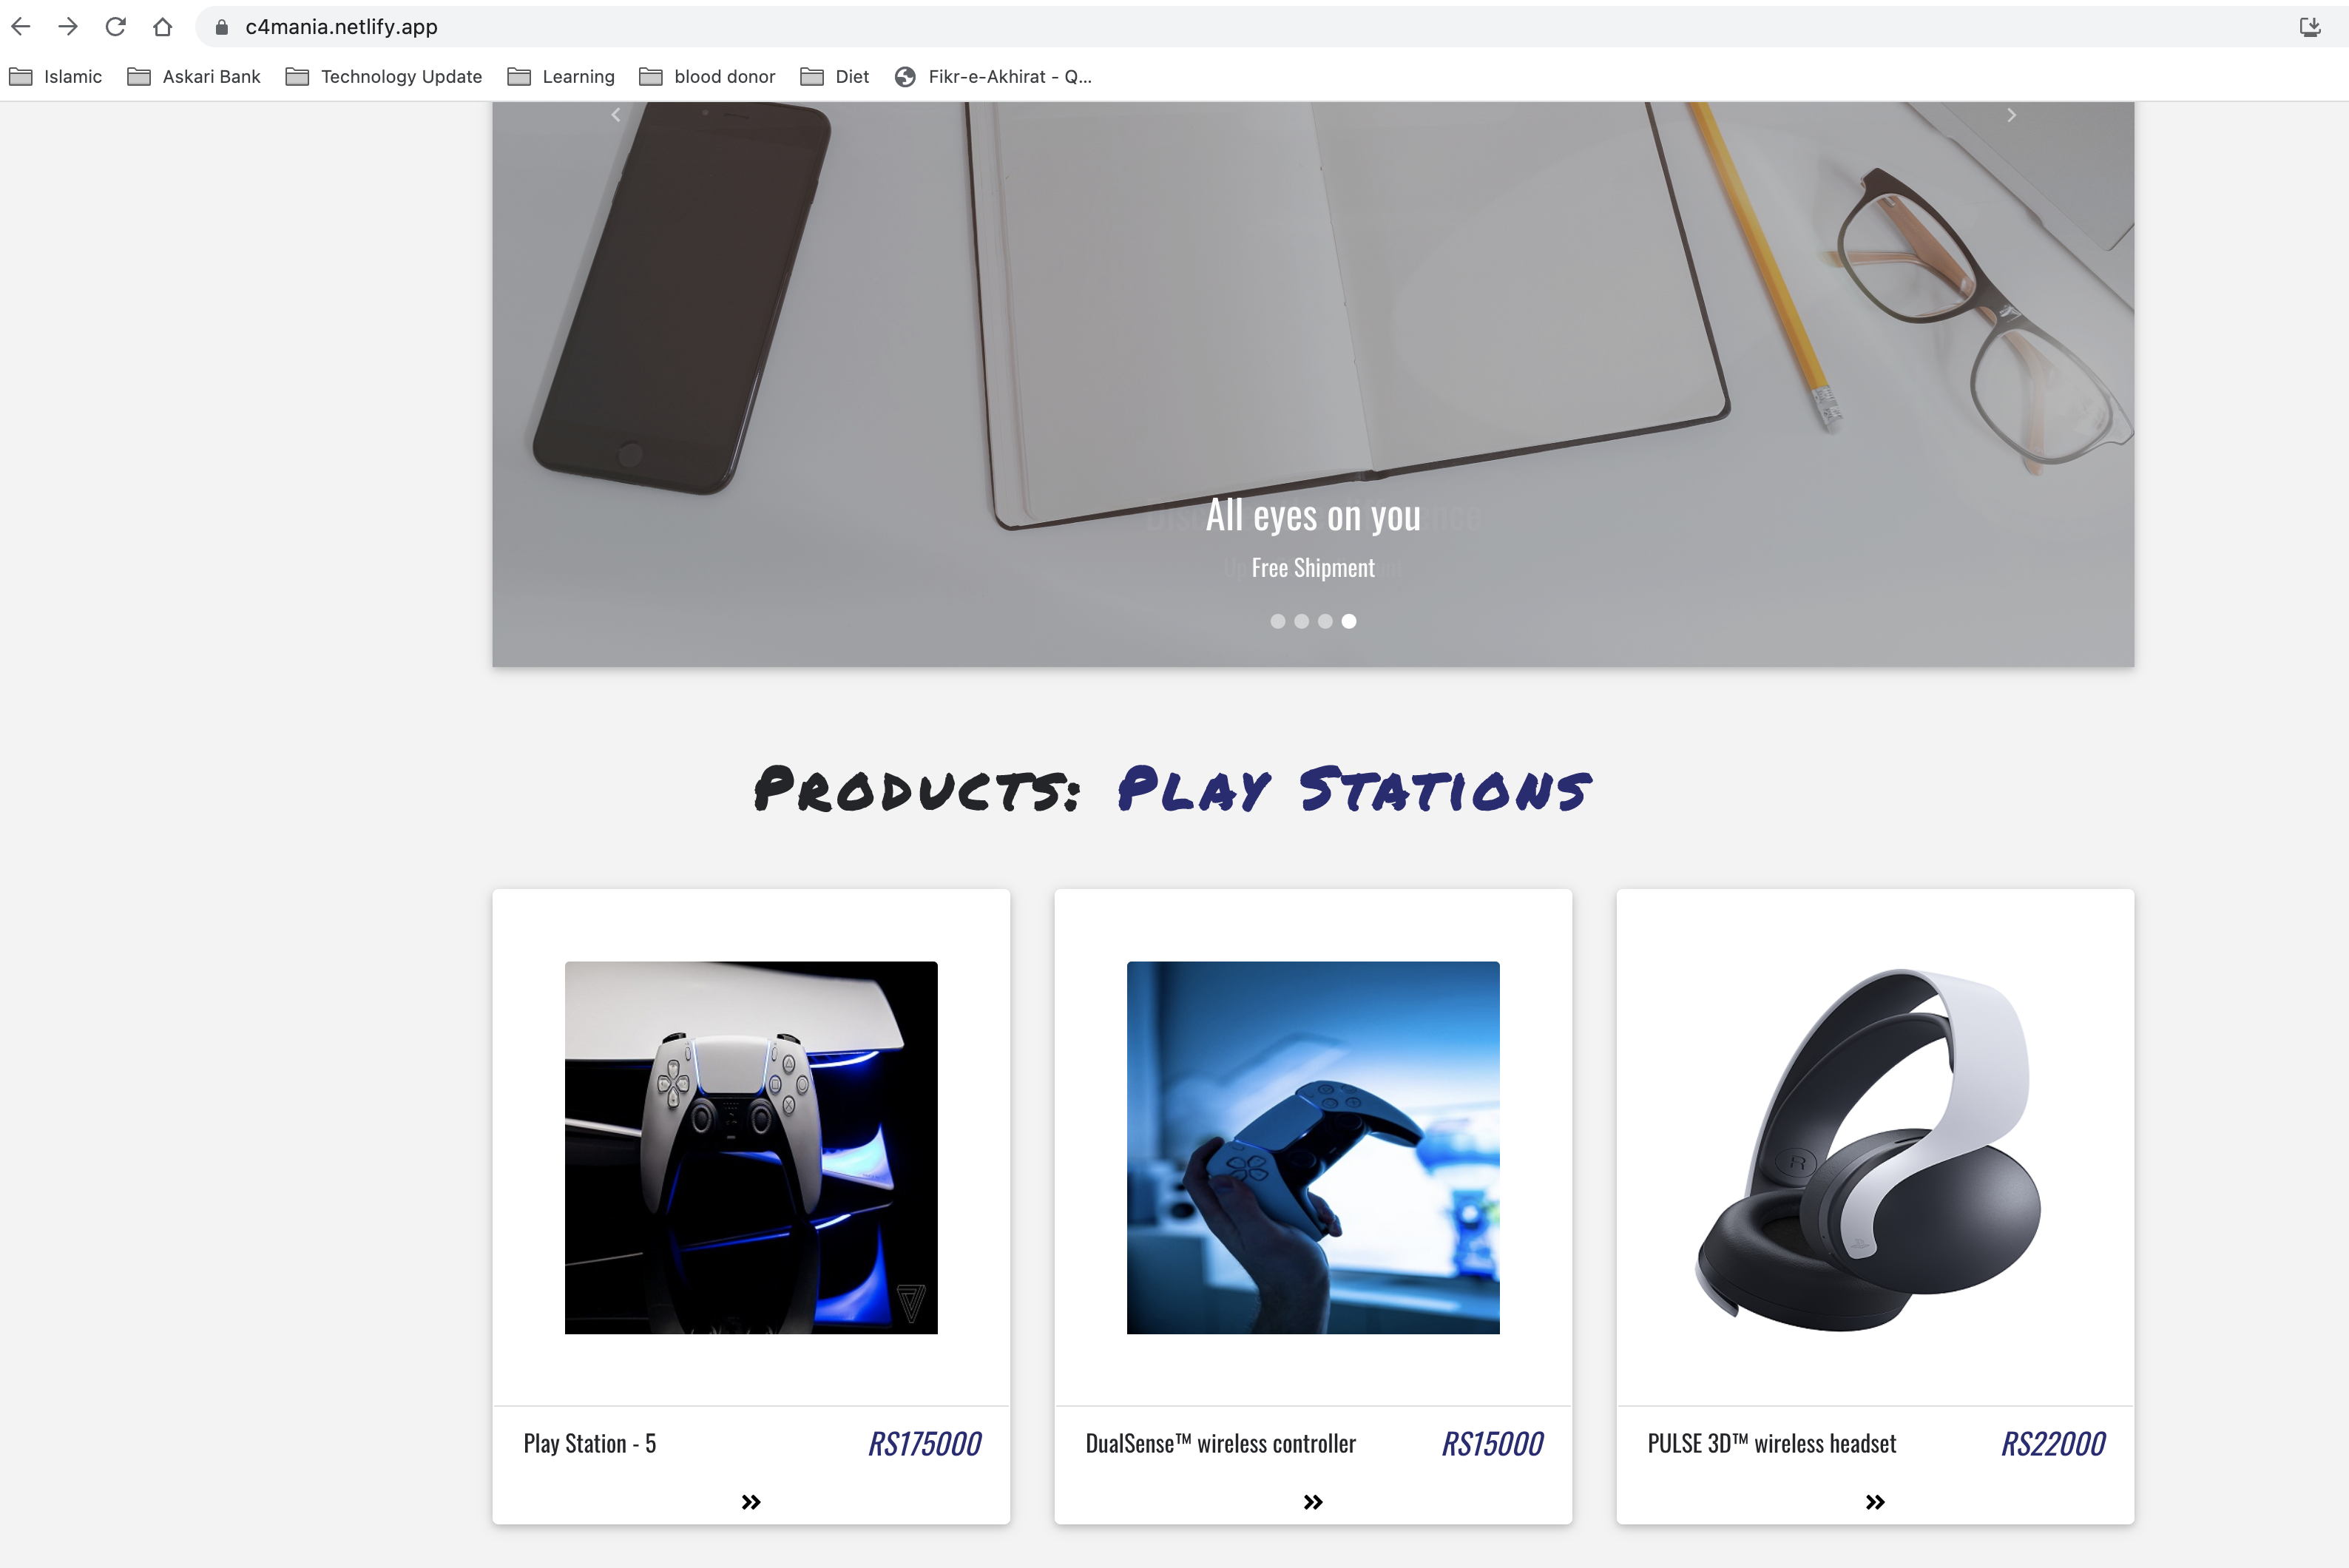 c4mania.netlify.app
Islamic Askari Bank Technology Update Learning blood donor Diet Fikr-e-Akhirat - Q...
All eyes on you
Free Shipment
Products: Play Stations
R
Play Station - 5 RS175000
DualSense™ wireless controller RS15000
PULSE 3D™ wireless headset RS22000